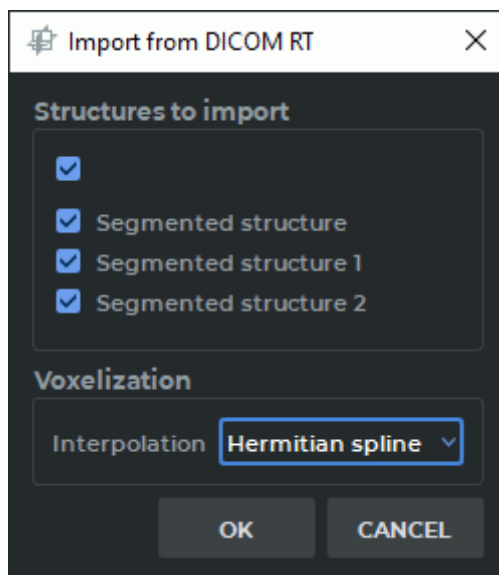 Import from DICOM RT
Structures to import
Segmented structure
Segmented structure 1
Segmented structure 2
Voxelization
Interpolation Hermitian spline
OK CANCEL